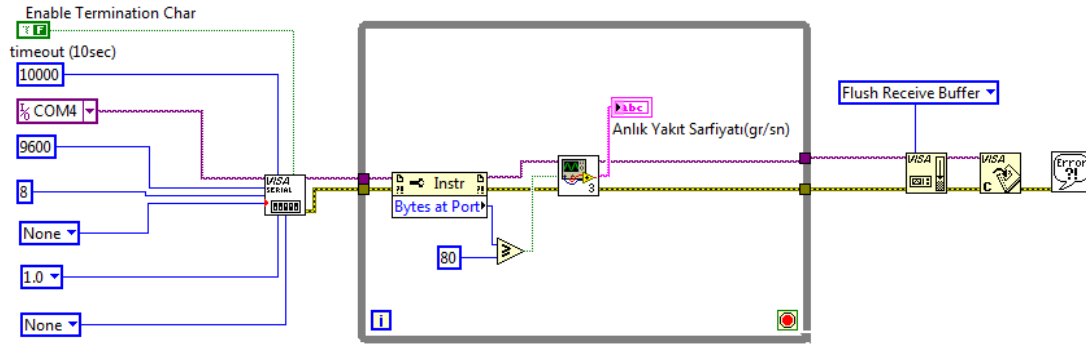 Enable Termination Char
F
timeout (10sec)
10000
I/O COM4
9600
8
None
1.0
None
VISA
SERIAL
Instr
Bytes at Port
80
≥
3
abc
Anlık Yakıt Sarfiyatı(gr/sn)
i
Flush Receive Buffer
VISA
VISA
C
Error
?!